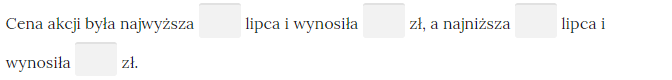 Cena akcji była najwyższa lipca i wynosiła zł, a najniższa lipca i
wynosiła zł.